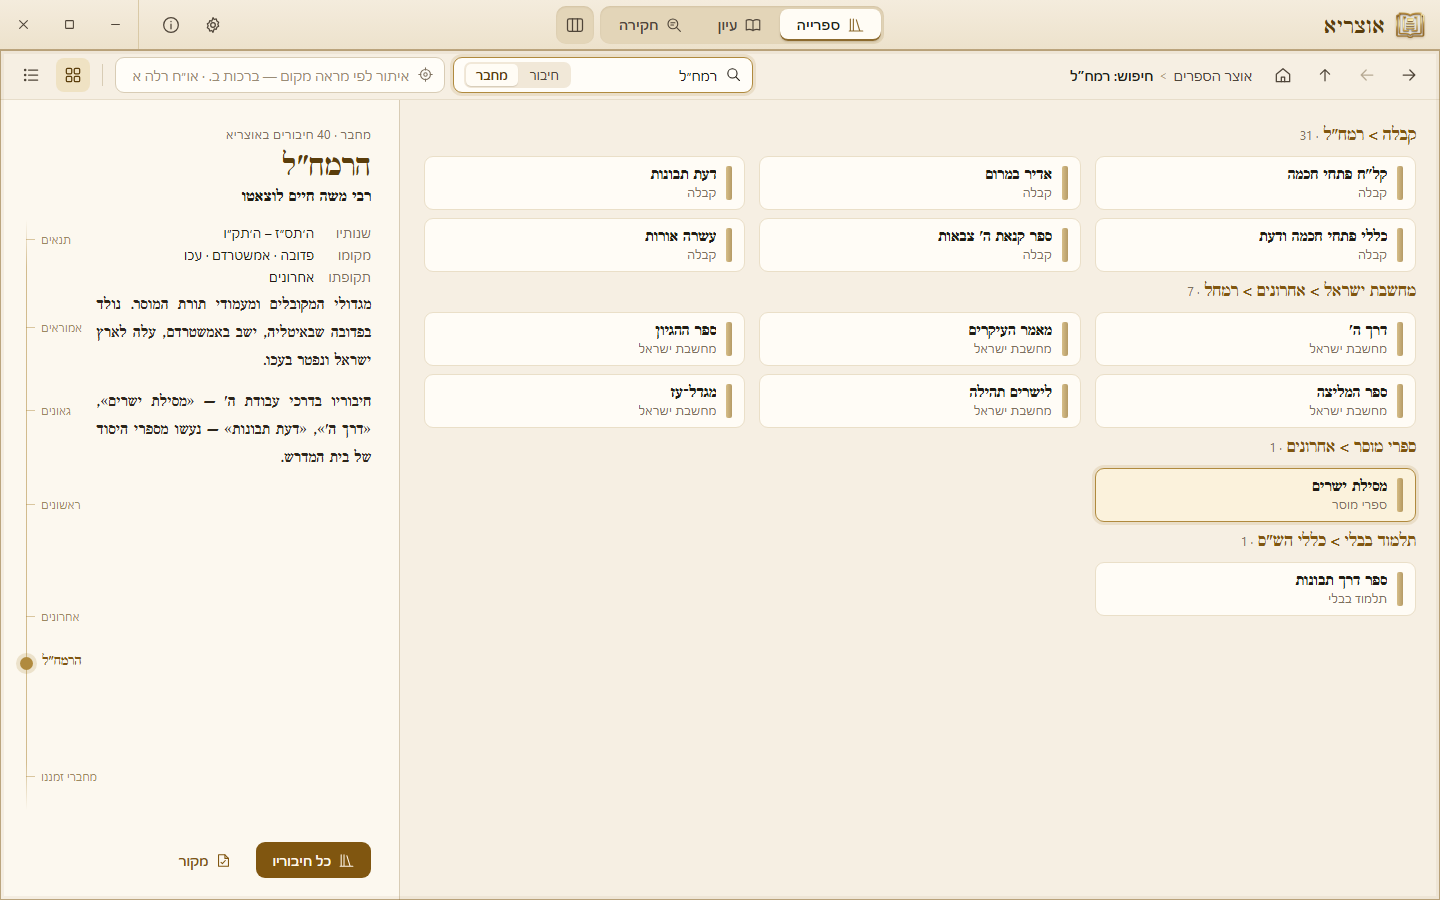 אוצריא
ספרייה
עיון
חקירה
אוצר הספרים > חיפוש: רמח״ל
רמח״ל
חיבור
מחבר
איתור לפי מראה מקום — ברכות ב. · או״ח רלה א
קבלה > רמח"ל · 31
קל"ח פתחי חכמה
קבלה
אדיר במרום
קבלה
דעת תבונות
קבלה
כללי פתחי חכמה ודעת
קבלה
ספר קנאת ה' צבאות
קבלה
עשרה אורות
קבלה
מחשבת ישראל > אחרונים > רמחל · 7
דרך ה'
מחשבת ישראל
מאמר העיקרים
מחשבת ישראל
ספר ההגיון
מחשבת ישראל
ספר המליצה
מחשבת ישראל
לישרים תהילה
מחשבת ישראל
מגדל־עז
מחשבת ישראל
ספרי מוסר > אחרונים · 1
מסילת ישרים
ספרי מוסר
תלמוד בבלי > כללי הש"ס · 1
ספר דרך תבונות
תלמוד בבלי
מחבר · 40 חיבורים באוצריא
הרמח"ל
רבי משה חיים לוצאטו
שנותיו ה׳תס״ז – ה׳תק״ו
מקומו פדובה · אמשטרדם · עכו
תקופתו אחרונים
מגדולי המקובלים ומעמודי תורת המוסר. נולד
בפדובה שבאיטליה, ישב באמשטרדם, עלה לארץ
ישראל ונפטר בעכו.
חיבוריו בדרכי עבודת ה' — «מסילת ישרים»,
«דרך ה'», «דעת תבונות» — נעשו מספרי היסוד
של בית המדרש.
תנאים
אמוראים
גאונים
ראשונים
אחרונים
הרמח"ל
מחברי זמננו
כל חיבוריו
מקור